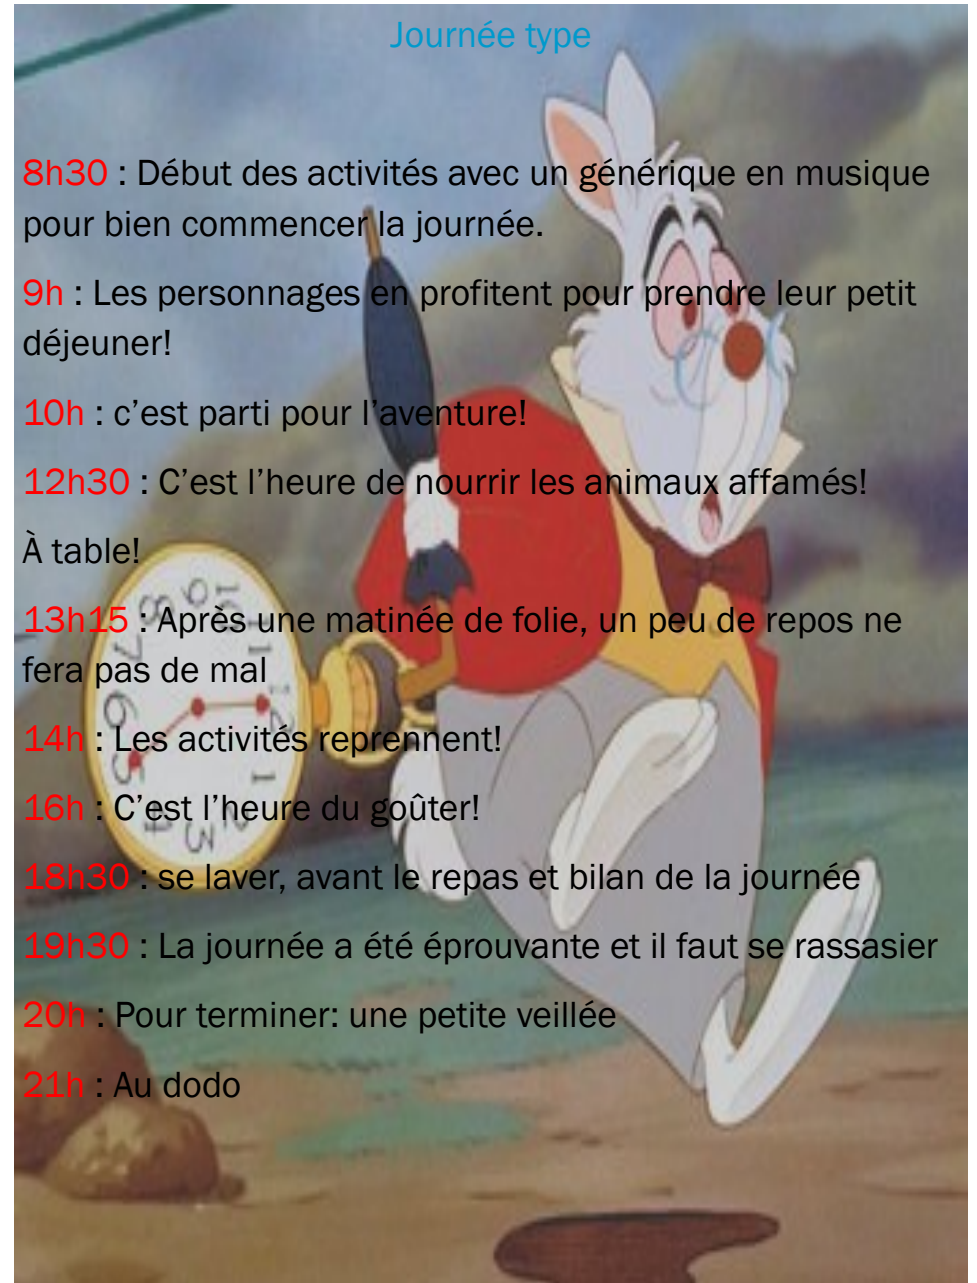 Journée type
8h30 : Début des activités avec un générique en musique
pour bien commencer la journée.
9h : Les personnages en profitent pour prendre leur petit
déjeuner!
10h : c’est parti pour l’aventure!
12h30 : C’est l’heure de nourrir les animaux affamés!
À table!
13h15 : Après une matinée de folie, un peu de repos ne
fera pas de mal
14h : Les activités reprennent!
16h : C’est l’heure du goûter!
18h30 : se laver, avant le repas et bilan de la journée
19h30 : La journée a été éprouvante et il faut se rassasier
20h : Pour terminer: une petite veillée
21h : Au dodo